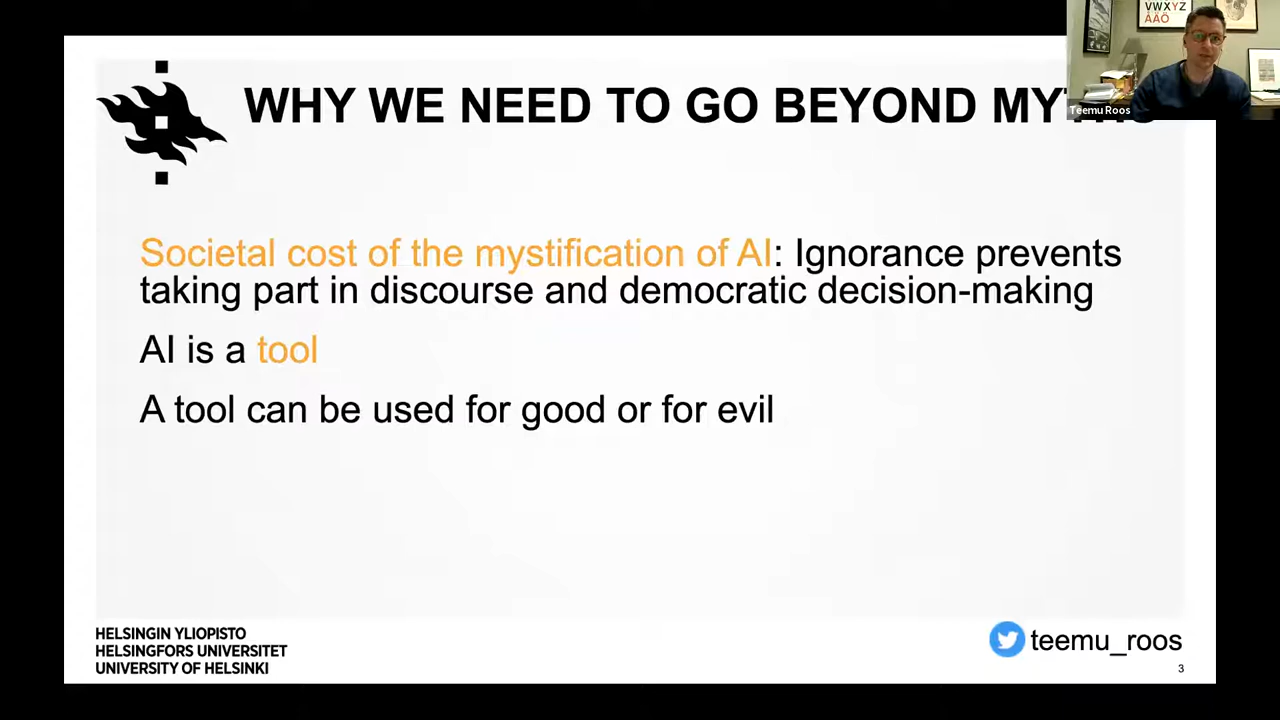 VWXYZ
ÅÄÖ
Teemu Roos
WHY WE NEED TO GO BEYOND
Societal cost of the mystification of AI: Ignorance prevents
taking part in discourse and democratic decision-making
AI is a tool
A tool can be used for good or for evil
HELSINGIN YLIOPISTO
HELSINGFORS UNIVERSITET
UNIVERSITY OF HELSINKI
teemu_roos
3